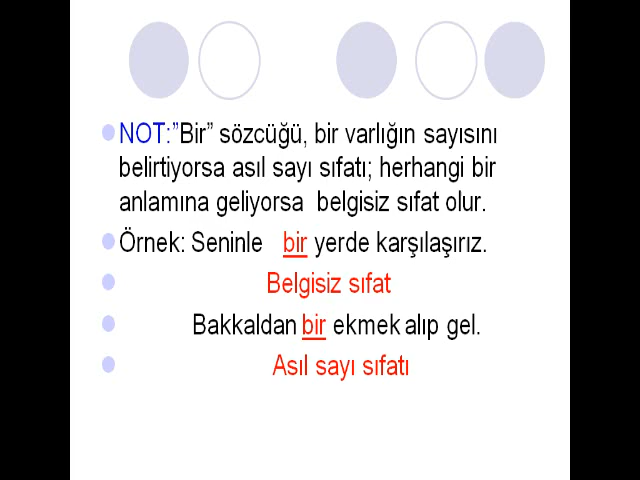 NOT:”Bir” sözcüğü, bir varlığın sayısını
belirtiyorsa asıl sayı sıfatı; herhangi bir
anlamına geliyorsa belgisiz sıfat olur.
Örnek: Seninle bir yerde karşılaşırız.
Belgisiz sıfat
Bakkaldan bir ekmek alıp gel.
Asıl sayı sıfatı